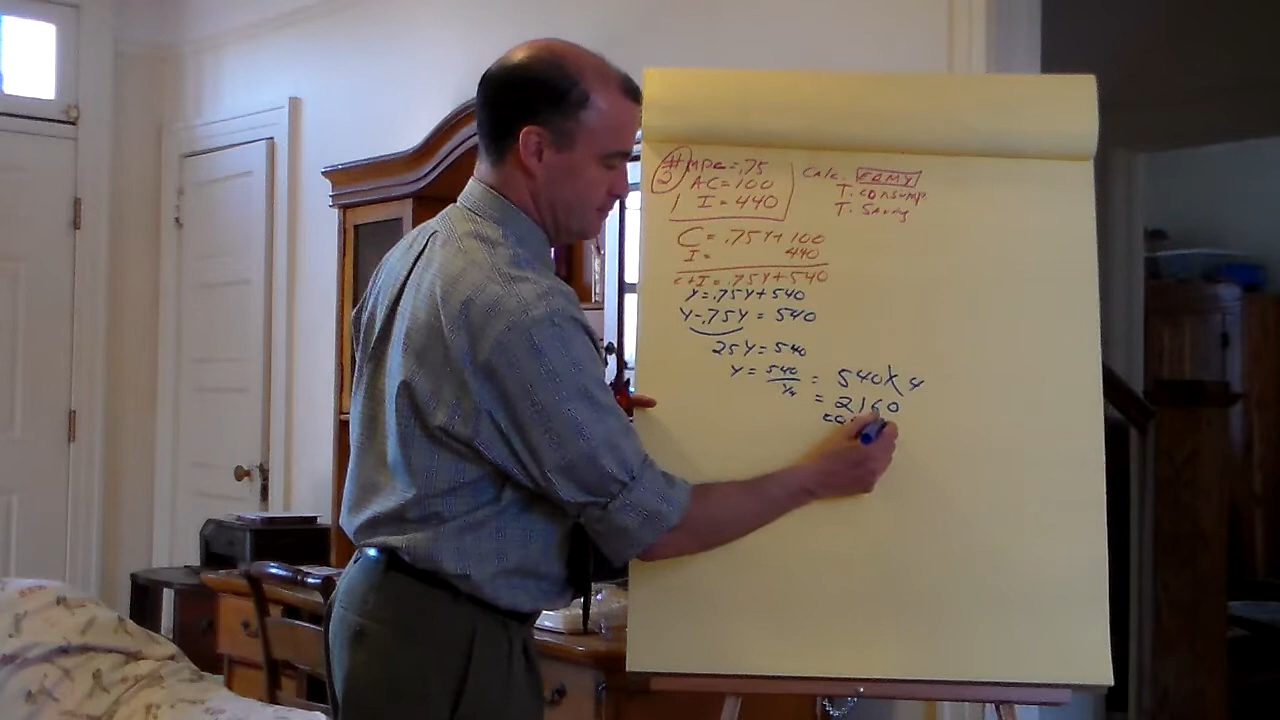 # 2
MPC = .75
AC = 100
I = 440
Calc. EQMY
T. consump.
T. Saving
C = .75Y + 100
I = 440
C+I = .75Y + 540
Y = .75Y + 540
Y - .75Y = 540
.25Y = 540
Y = 540/¼ = 540 X 4
= 2160